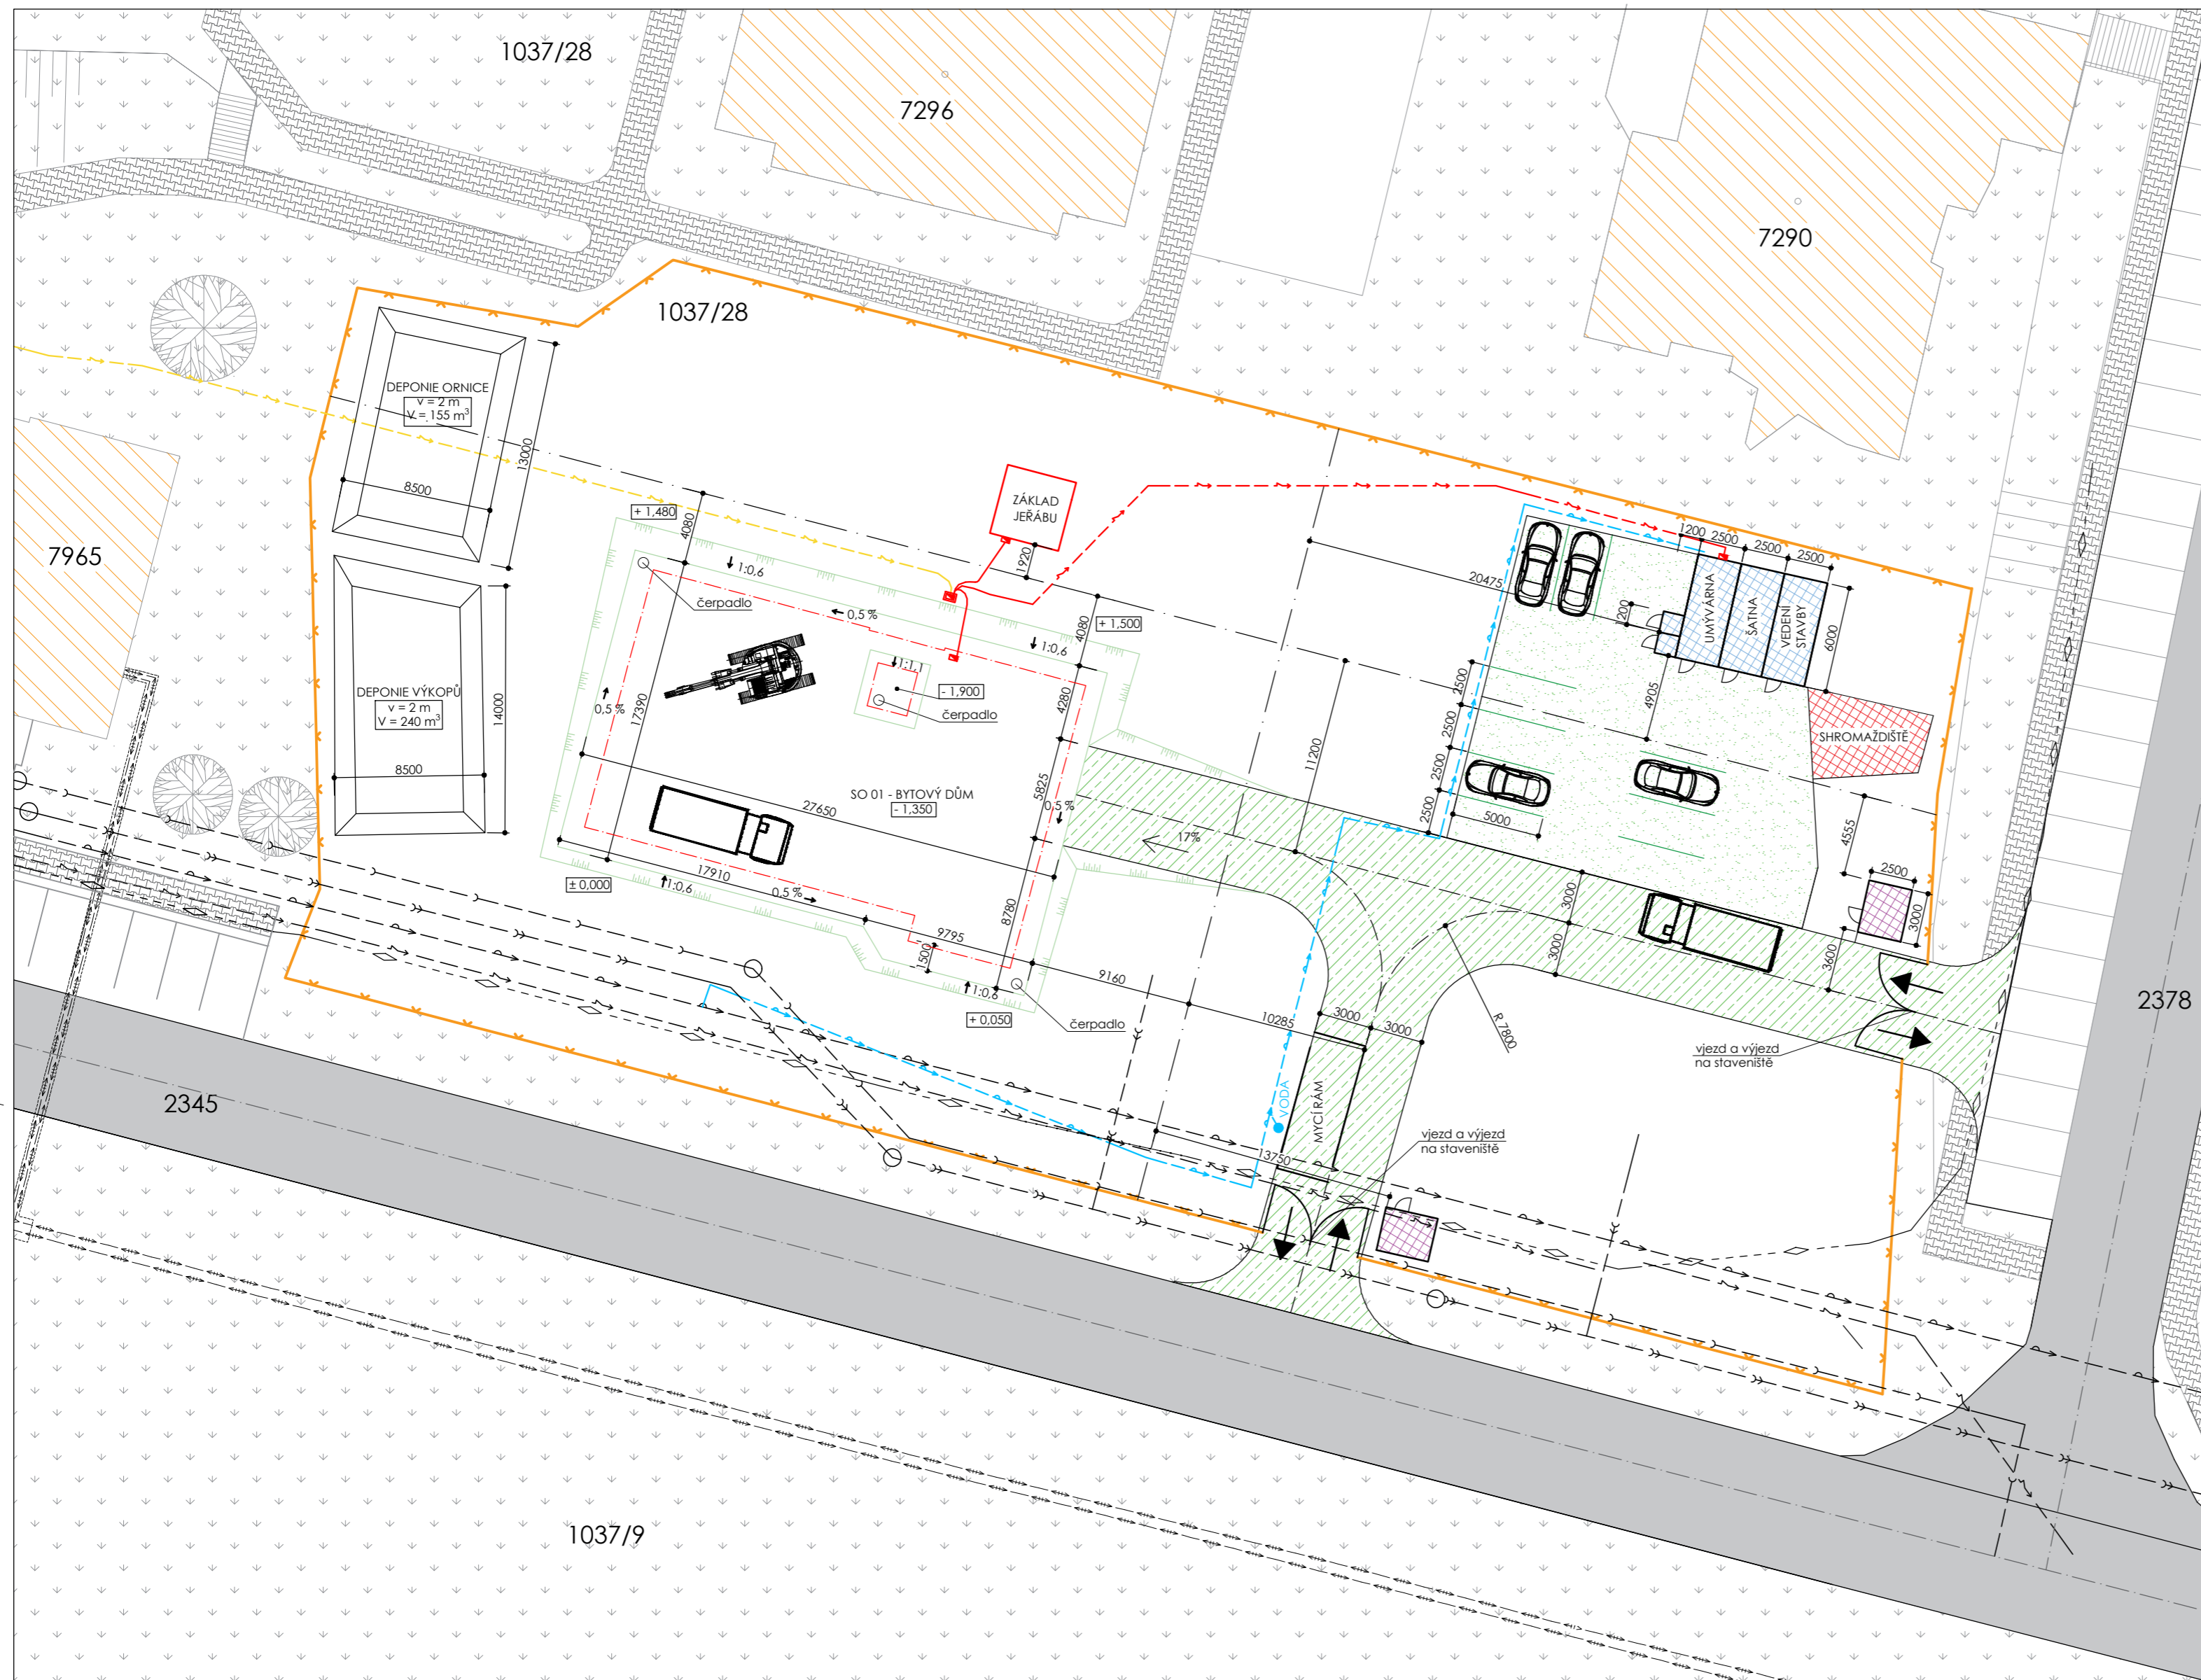 1037/28
7296
7290
1037/28
DEPONIE ORNICE
v = 2 m
V = 155 m³
13000
8500
7965
DEPONIE VÝKOPŮ
v = 2 m
V = 240 m³
14000
8500
+ 1,480
4080
1:0,6
čerpadlo
0,5 %
ZÁKLAD
JEŘÁBU
1920
4080
+ 1,500
1:0,6
1:1,1
- 1,900
čerpadlo
4280
0,5 %
17390
27650
SO 01 - BYTOVÝ DŮM
- 1,350
5825
0,5 %
17910
0,5 %
± 0,000
1:0,6
8780
9795
1500
1:0,6
+ 0,050
čerpadlo
9160
10285
20475
11200
17%
1200
2500
2500
2500
1200
UMÝVÁRNA
ŠATNA
VEDENÍ
STAVBY
6000
4905
2500
2500
2500
2500
5000
SHROMAŽDIŠTĚ
4555
2500
3000
3600
3000
3000
3000
3000
R 7800
vjezd a výjezd
na staveniště
2378
MYCÍ RÁM
VODA
13750
vjezd a výjezd
na staveniště
2345
1037/9